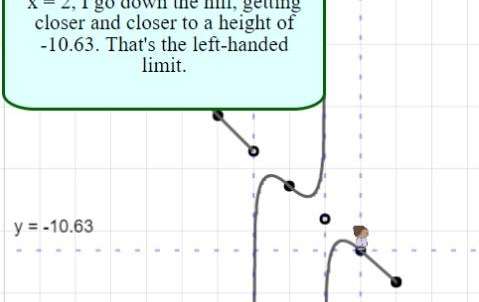 x = 2, I go down the hill, getting
closer and closer to a height of
-10.63. That's the left-handed
limit.
y = -10.63